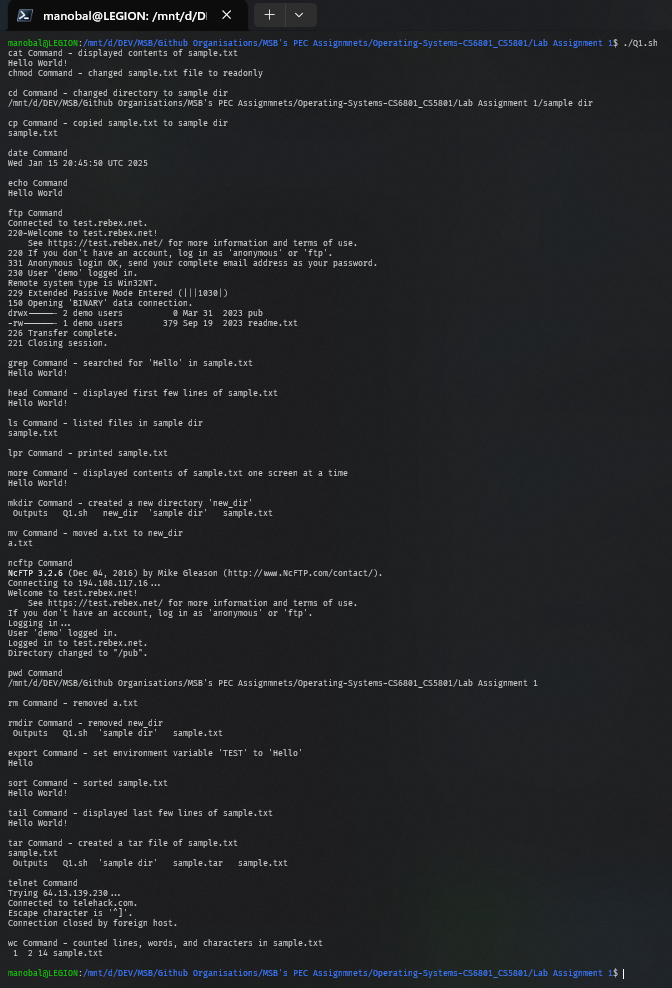 manobal@LEGION: /mnt/d/D
manobal@LEGION:/mnt/d/DEV/MSB/Github Organisations/MSB's PEC Assignmnets/Operating-Systems-CS6801_CS5801/Lab Assignment 1$ ./Q1.sh
cat Command - displayed contents of sample.txt
Hello World!
chmod Command - changed sample.txt file to readonly
cd Command - changed directory to sample dir
/mnt/d/DEV/MSB/Github Organisations/MSB's PEC Assignmnets/Operating-Systems-CS6801_CS5801/Lab Assignment 1/sample dir
cp Command - copied sample.txt to sample dir
sample.txt
date Command
Wed Jan 15 20:45:50 UTC 2025
echo Command
Hello World
ftp Command
Connected to test.rebex.net.
220-Welcome to test.rebex.net!
See https://test.rebex.net/ for more information and terms of use.
220 If you don't have an account, log in as 'anonymous' or 'ftp'.
331 Anonymous login OK, send your complete email address as your password.
230 User 'demo' logged in.
Remote system type is Win32NT.
229 Extended Passive Mode Entered (|||1030|)
150 Opening 'BINARY' data connection.
drwx------ 2 demo users 0 Mar 31 2023 pub
-rw------- 1 demo users 379 Sep 19 2023 readme.txt
226 Transfer complete.
221 Closing session.
grep Command - searched for 'Hello' in sample.txt
Hello World!
head Command - displayed first few lines of sample.txt
Hello World!
ls Command - listed files in sample dir
sample.txt
lpr Command - printed sample.txt
more Command - displayed contents of sample.txt one screen at a time
Hello World!
mkdir Command - created a new directory 'new_dir'
Outputs Q1.sh new_dir 'sample dir' sample.txt
mv Command - moved a.txt to new_dir
a.txt
ncftp Command
NcFTP 3.2.6 (Dec 04, 2016) by Mike Gleason (http://www.NcFTP.com/contact/).
Connecting to 194.108.117.16...
Welcome to test.rebex.net!
See https://test.rebex.net/ for more information and terms of use.
If you don't have an account, log in as 'anonymous' or 'ftp'.
Logging in...
User 'demo' logged in.
Logged in to test.rebex.net.
Directory changed to "/pub".
pwd Command
/mnt/d/DEV/MSB/Github Organisations/MSB's PEC Assignmnets/Operating-Systems-CS6801_CS5801/Lab Assignment 1
rm Command - removed a.txt
rmdir Command - removed new_dir
Outputs Q1.sh 'sample dir' sample.txt
export Command - set environment variable 'TEST' to 'Hello'
Hello
sort Command - sorted sample.txt
Hello World!
tail Command - displayed last few lines of sample.txt
Hello World!
tar Command - created a tar file of sample.txt
sample.txt
Outputs Q1.sh 'sample dir' sample.tar sample.txt
telnet Command
Trying 64.13.139.230...
Connected to telehack.com.
Escape character is '^]'.
Connection closed by foreign host.
wc Command - counted lines, words, and characters in sample.txt
1 2 14 sample.txt
manobal@LEGION:/mnt/d/DEV/MSB/Github Organisations/MSB's PEC Assignmnets/Operating-Systems-CS6801_CS5801/Lab Assignment 1$